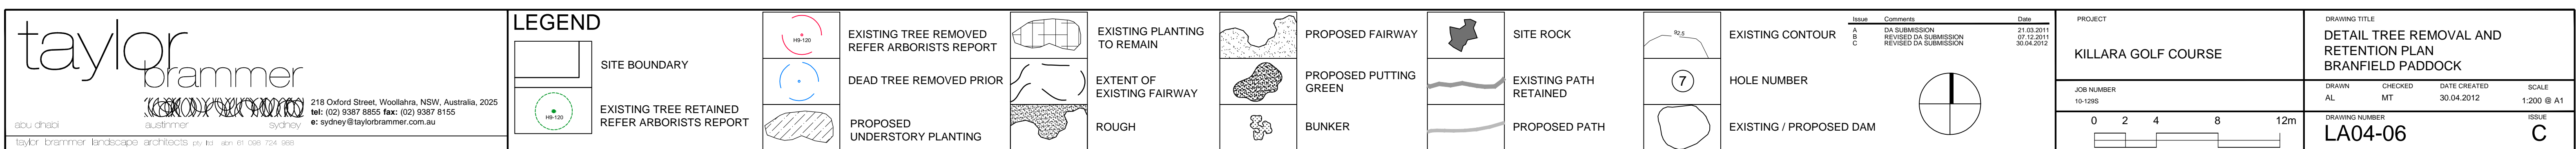 taylor
brammer
218 Oxford Street, Woollahra, NSW, Australia, 2025
tel: (02) 9387 8855 fax: (02) 9387 8155
e: sydney@taylorbrammer.com.au
abu dhabi austinmer sydney
taylor brammer landscape architects pty ltd abn 61 098 724 988
LEGEND
SITE BOUNDARY
H9-120
EXISTING TREE RETAINED
REFER ARBORISTS REPORT
H9-120
EXISTING TREE REMOVED
REFER ARBORISTS REPORT
DEAD TREE REMOVED PRIOR
PROPOSED
UNDERSTORY PLANTING
EXISTING PLANTING
TO REMAIN
EXTENT OF
EXISTING FAIRWAY
ROUGH
PROPOSED FAIRWAY
PROPOSED PUTTING
GREEN
BUNKER
SITE ROCK
EXISTING PATH
RETAINED
PROPOSED PATH
92.5
EXISTING CONTOUR
7
HOLE NUMBER
EXISTING / PROPOSED DAM
Issue Comments Date
A DA SUBMISSION 21.03.2011
B REVISED DA SUBMISSION 07.12.2011
C REVISED DA SUBMISSION 30.04.2012
PROJECT
KILLARA GOLF COURSE
JOB NUMBER
10-129S
0 2 4 8 12m
DRAWING TITLE
DETAIL TREE REMOVAL AND
RETENTION PLAN
BRANFIELD PADDOCK
DRAWN CHECKED DATE CREATED SCALE
AL MT 30.04.2012 1:200 @ A1
DRAWING NUMBER ISSUE
LA04-06 C